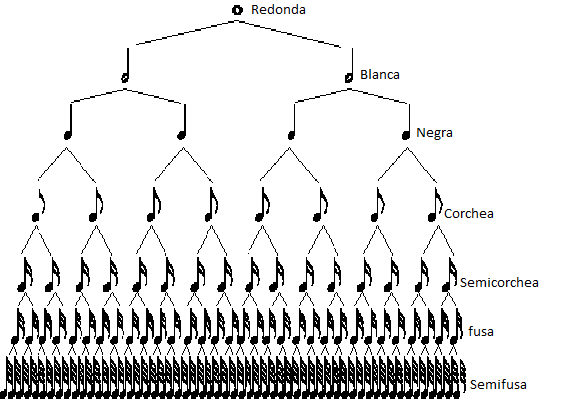 Redonda
Blanca
Negra
Corchea
Semicorchea
fusa
Semifusa